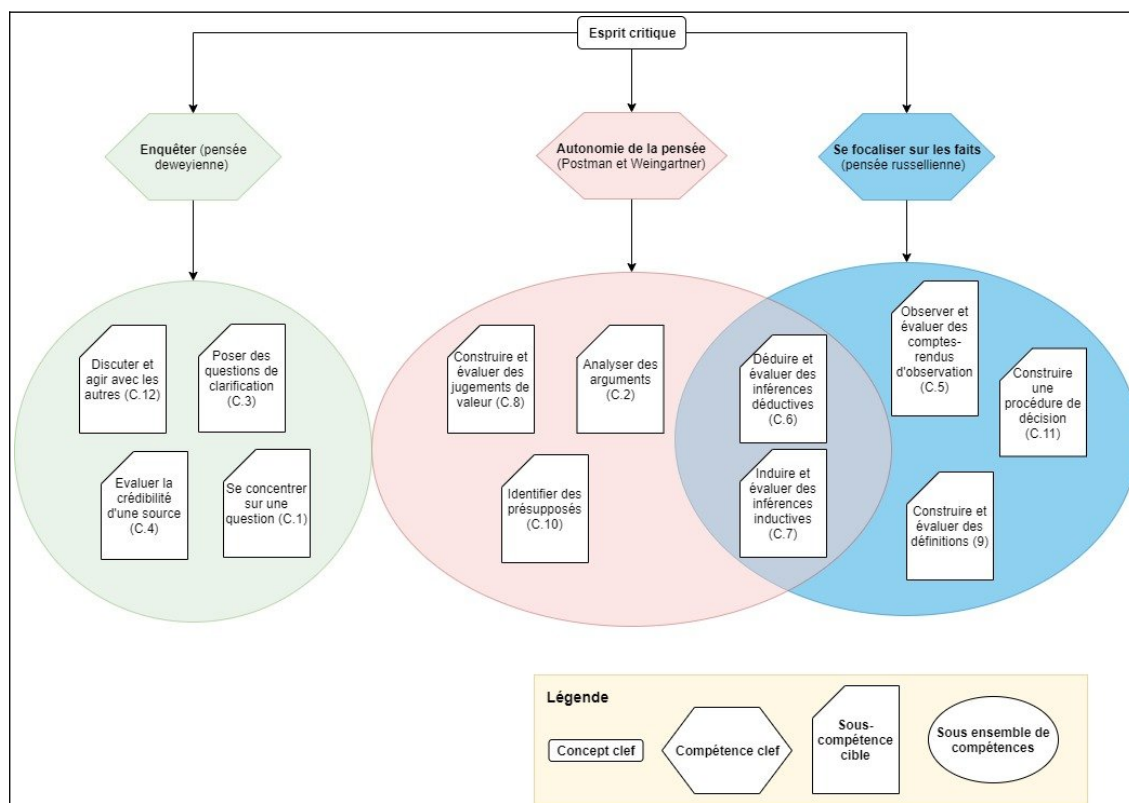 Esprit critique
Enquêter (pensée
deweyienne)
Autonomie de la pensée
(Postman et Weingartner)
Se focaliser sur les faits
(pensée russellienne)
Discuter et
agir avec les
autres (C.12)
Poser des
questions de
clarification
(C.3)
Evaluer la
crédibilité
d'une source
(C.4)
Se concentrer
sur une
question (C.1)
Construire et
évaluer des
jugements de
valeur (C.8)
Analyser des
arguments
(C.2)
Identifier des
présupposés
(C.10)
Déduire et
évaluer des
inférences
déductives
(C.6)
Induire et
évaluer des
inférences
inductives
(C.7)
Observer et
évaluer des
comptes-
rendus
d'observation
(C.5)
Construire
une
procédure de
décision
(C.11)
Construire et
évaluer des
définitions (9)
Légende
Concept clef
Compétence clef
Sous-
compétence
cible
Sous ensemble de
compétences